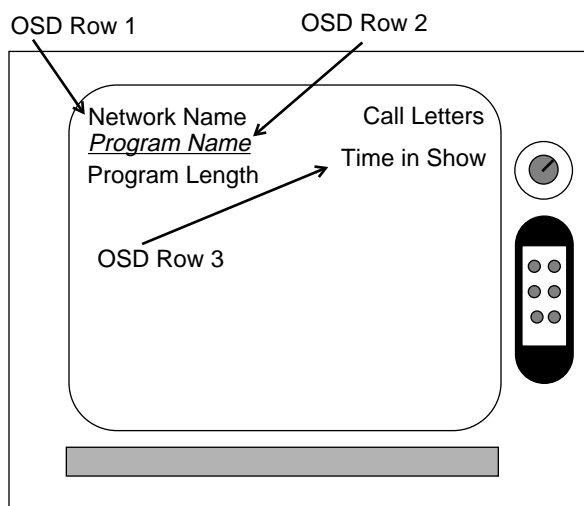 OSD Row 1
OSD Row 2
Network Name
Call Letters
Program Name
Time in Show
Program Length
OSD Row 3